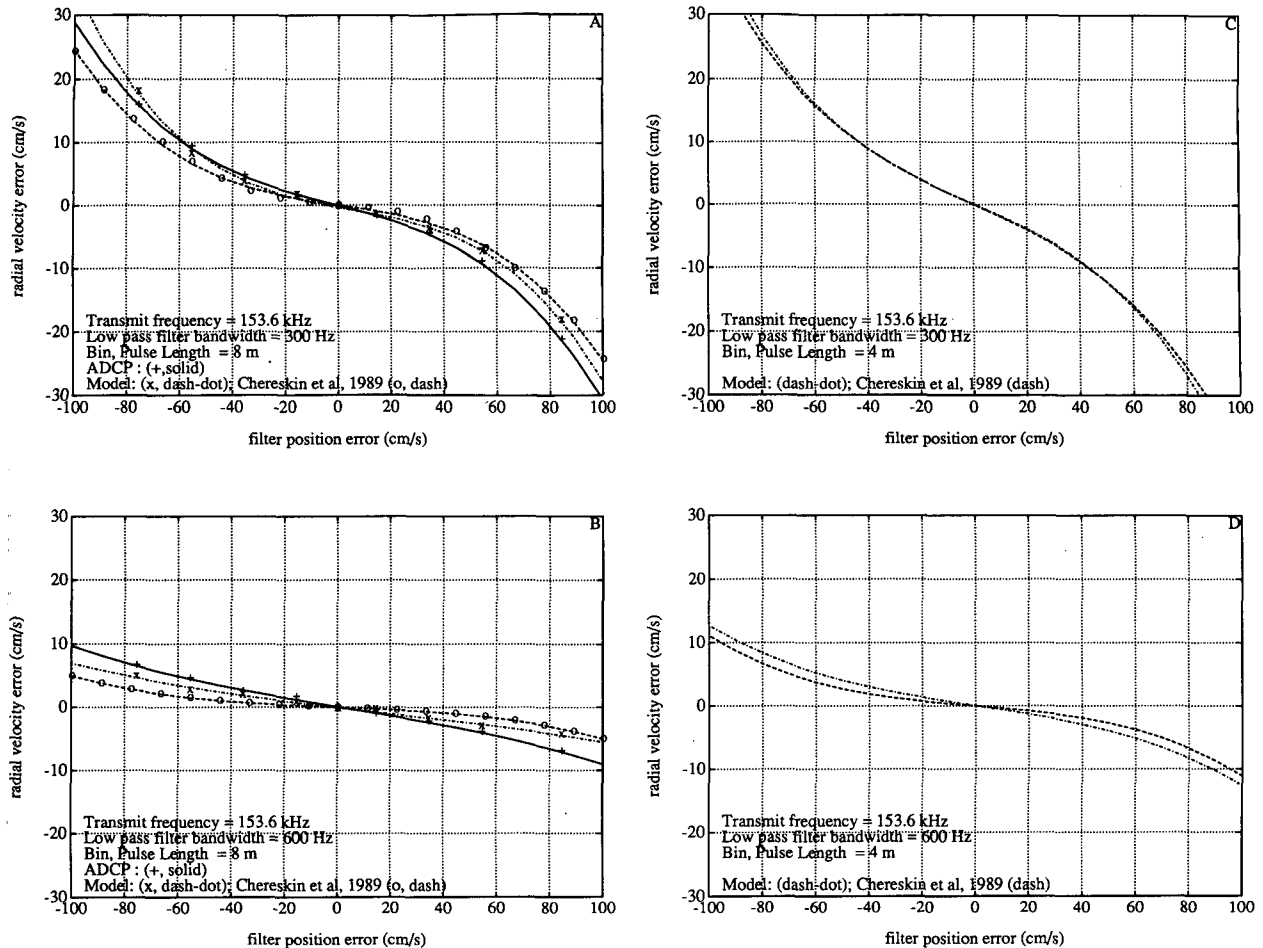 A
30
20
10
0
-10
-20
-30
radial velocity error (cm/s)
Transmit frequency = 153.6 kHz
Low pass filter bandwidth = 300 Hz
Bin, Pulse Length = 8 m
ADCP : (+,solid)
Model: (x, dash-dot); Chereskin et al, 1989 (o, dash)
-100 -80 -60 -40 -20 0 20 40 60 80 100
filter position error (cm/s)
C
30
20
10
0
-10
-20
-30
radial velocity error (cm/s)
Transmit frequency = 153.6 kHz
Low pass filter bandwidth = 300 Hz
Bin, Pulse Length = 4 m
Model: (dash-dot); Chereskin et al, 1989 (dash)
-100 -80 -60 -40 -20 0 20 40 60 80 100
filter position error (cm/s)
B
30
20
10
0
-10
-20
-30
radial velocity error (cm/s)
Transmit frequency = 153.6 kHz
Low pass filter bandwidth = 600 Hz
Bin, Pulse Length = 8 m
ADCP : (+, solid)
Model: (x, dash-dot); Chereskin et al, 1989 (o, dash)
-100 -80 -60 -40 -20 0 20 40 60 80 100
filter position error (cm/s)
D
30
20
10
0
-10
-20
-30
radial velocity error (cm/s)
Transmit frequency = 153.6 kHz
Low pass filter bandwidth = 600 Hz
Bin, Pulse Length = 4 m
Model: (dash-dot); Chereskin et al, 1989 (dash)
-100 -80 -60 -40 -20 0 20 40 60 80 100
filter position error (cm/s)